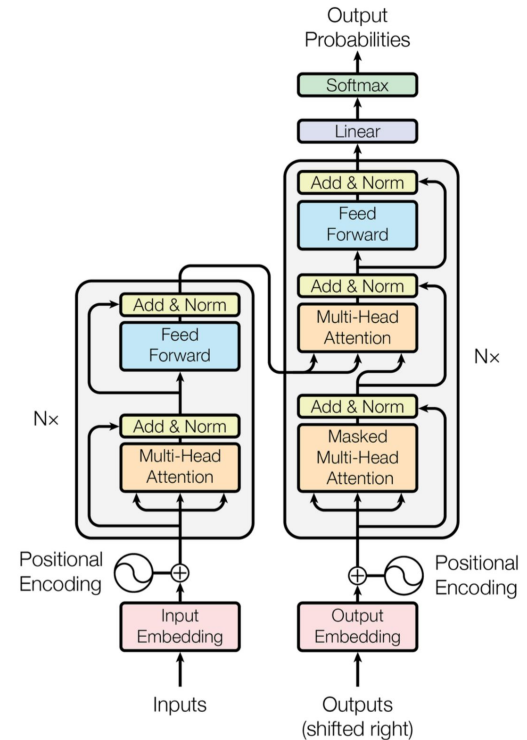 Output
Probabilities
Softmax
Linear
Add & Norm
Feed
Forward
Add & Norm
Multi-Head
Attention
Nx
Add & Norm
Masked
Multi-Head
Attention
Add & Norm
Feed
Forward
Nx
Add & Norm
Multi-Head
Attention
Positional
Encoding
Positional
Encoding
Input
Embedding
Output
Embedding
Inputs
Outputs
(shifted right)